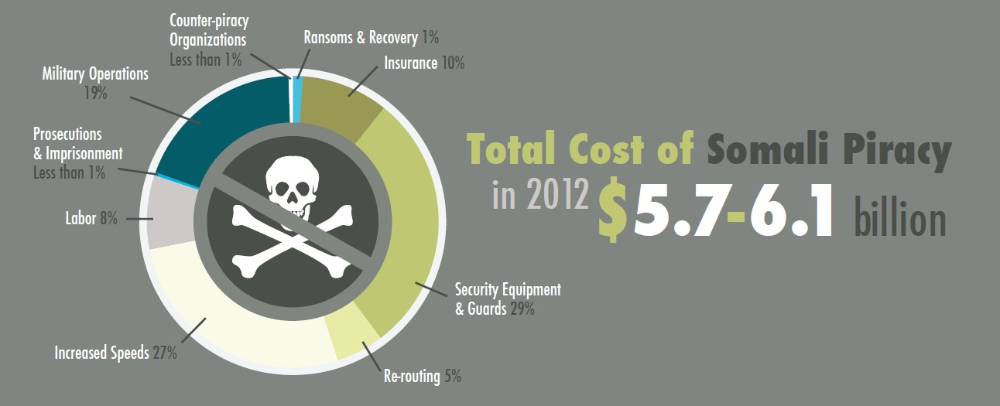 Counter-piracy
Organizations
Less than 1%
Ransoms & Recovery 1%
Insurance 10%
Military Operations
19%
Prosecutions
& Imprisonment
Less than 1%
Labor 8%
Increased Speeds 27%
Re-routing 5%
Security Equipment
& Guards 29%
Total Cost of Somali Piracy
in 2012 $5.7-6.1 billion